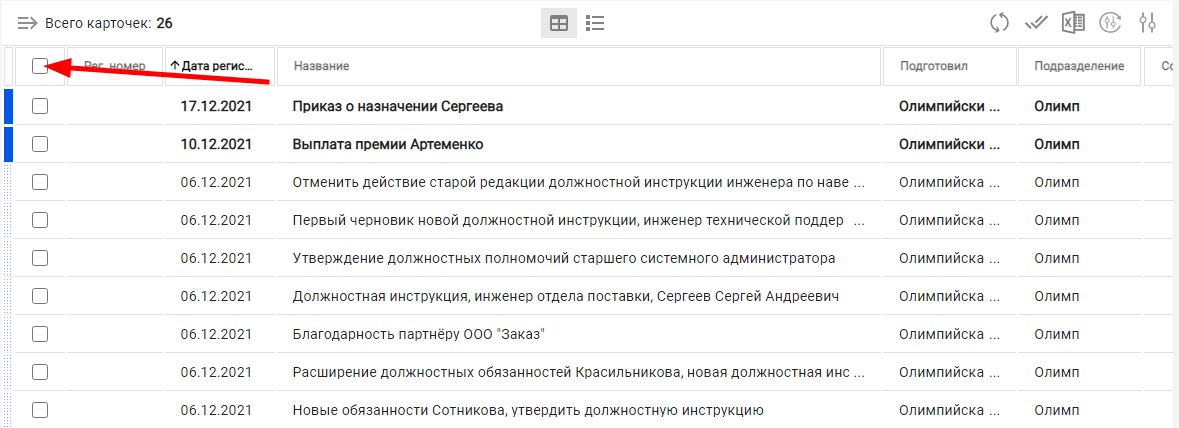 Всего карточек: 26
Рег. номер Дата регис... Название Подготовил Подразделение Со
17.12.2021 Приказ о назначении Сергеева Олимпийски ... Олимп
10.12.2021 Выплата премии Артеменко Олимпийски ... Олимп
06.12.2021 Отменить действие старой редакции должностной инструкции инженера по наве ... Олимпийска ... Олимп
06.12.2021 Первый черновик новой должностной инструкции, инженер технической поддер ... Олимпийска ... Олимп
06.12.2021 Утверждение должностных полномочий старшего системного администратора Олимпийска ... Олимп
06.12.2021 Должностная инструкция, инженер отдела поставки, Сергеев Сергей Андреевич Олимпийска ... Олимп
06.12.2021 Благодарность партнёру ООО "Заказ" Олимпийска ... Олимп
06.12.2021 Расширение должностных обязанностей Красильникова, новая должностная инс ... Олимпийска ... Олимп
06.12.2021 Новые обязанности Сотникова, утвердить должностную инструкцию Олимпийска ... Олимп